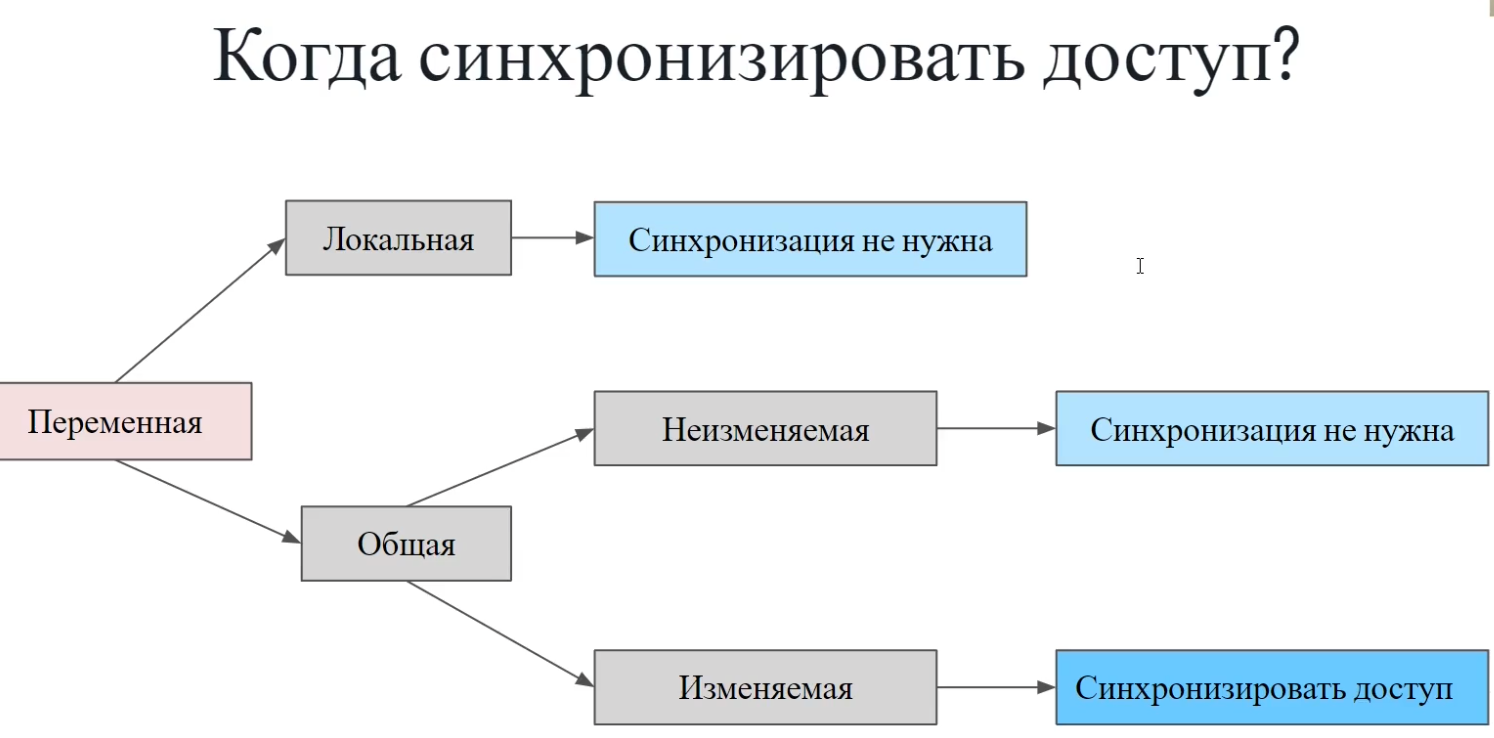 Когда синхронизировать доступ?
Локальная
Синхронизация не нужна
Переменная
Неизменяемая
Синхронизация не нужна
Общая
Изменяемая
Синхронизировать доступ